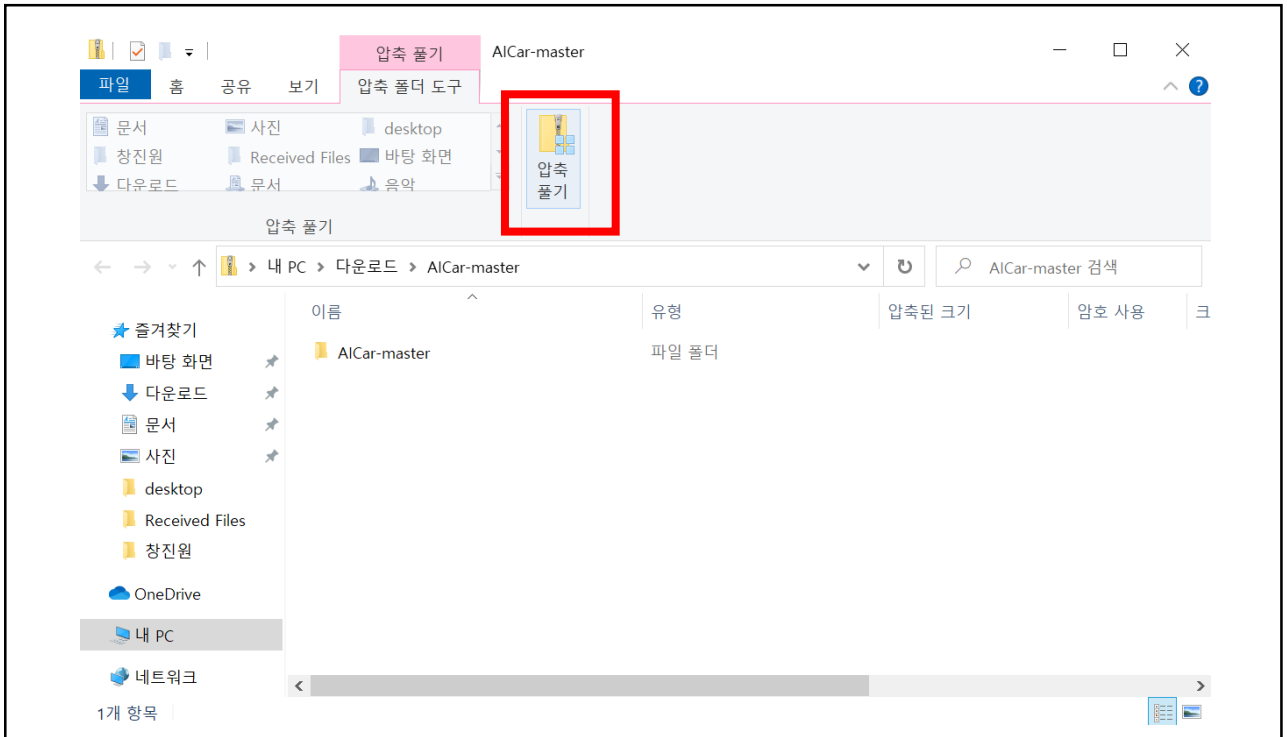 압축 풀기 AICar-master
파일 홈 공유 보기 압축 폴더 도구
문서 사진 desktop
창진원 Received Files 바탕 화면
다운로드 문서 음악
압축
풀기
압축 풀기
내 PC > 다운로드 > AICar-master AICar-master 검색
이름 유형 압축된 크기 암호 사용 크
AICar-master 파일 폴더
즐겨찾기
바탕 화면
다운로드
문서
사진
desktop
Received Files
창진원
OneDrive
내 PC
네트워크
1개 항목